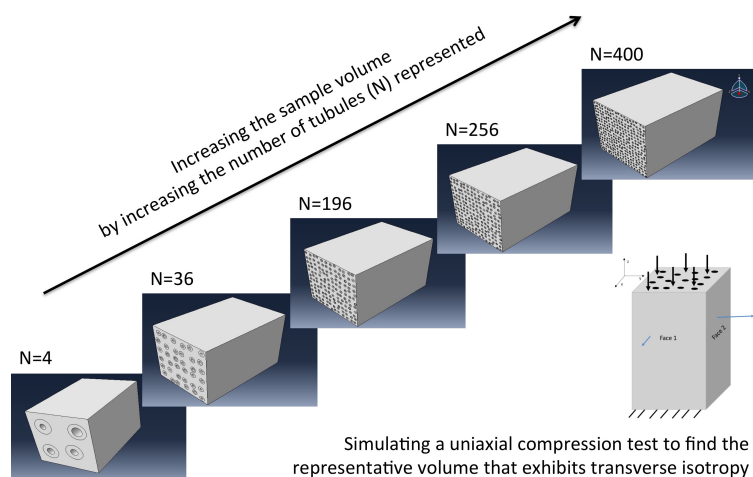 Increasing the sample volume
by increasing the number of tubules (N) represented
N=4
N=36
N=196
N=256
N=400
Face 1
Face 2
Simulating a uniaxial compression test to find the
representative volume that exhibits transverse isotropy